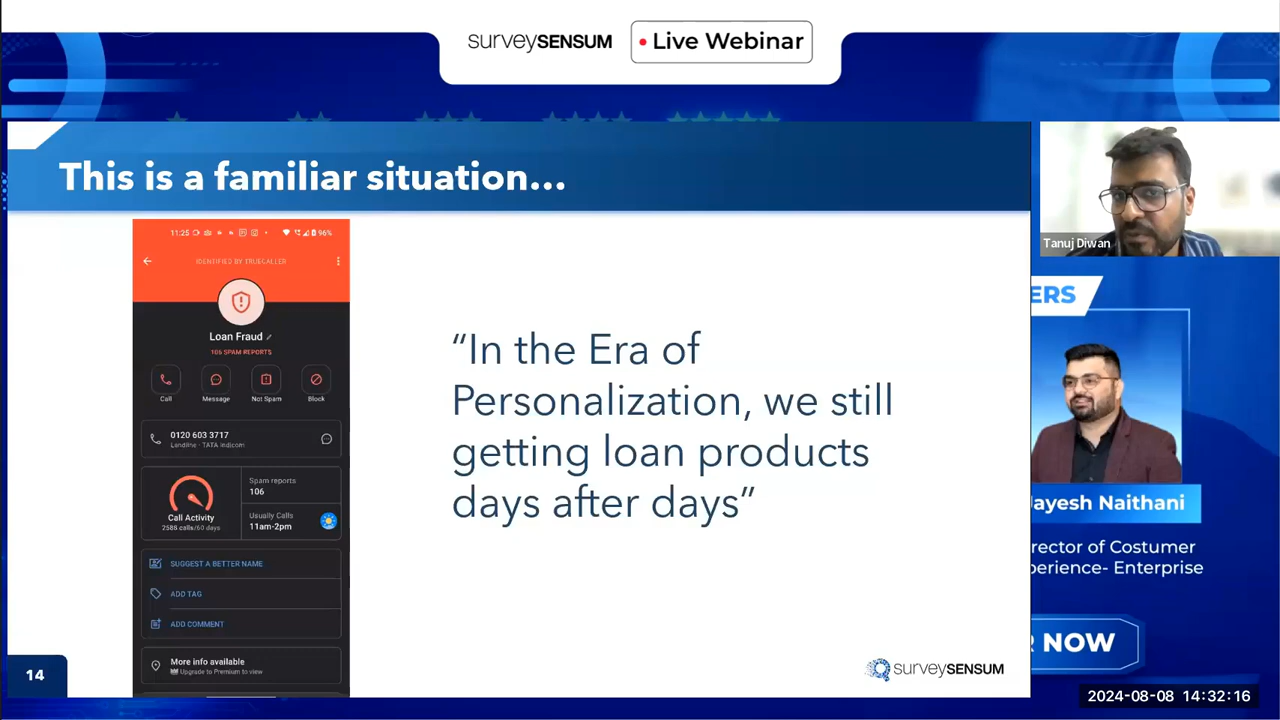 surveySENSUM
Live Webinar
This is a familiar situation...
11:25
96%
IDENTIFIED BY TRUECALLER
Loan Fraud
106 SPAM REPORTS
Call
Message
Not Spam
Block
0120 603 3717
Landline - TATA Indicom
Call Activity
2588 calls/60 days
Spam reports
106
Usually Calls
11am-2pm
SUGGEST A BETTER NAME
ADD TAG
ADD COMMENT
More info available
Upgrade to Premium to view
“In the Era of
Personalization, we still
getting loan products
days after days”
14
surveySENSUM
Tanuj Diwan
ERS
Jayesh Naithani
rector of Costumer
perience- Enterprise
R NOW
2024-08-08 14:32:16